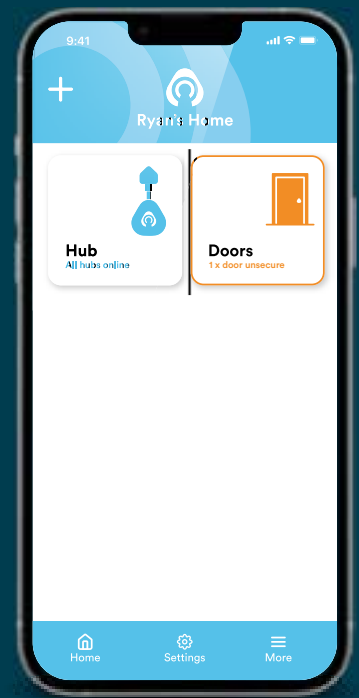 9:41
Ryan's Home
Hub
All hubs online
Doors
1 x door unsecure
Home
Settings
More